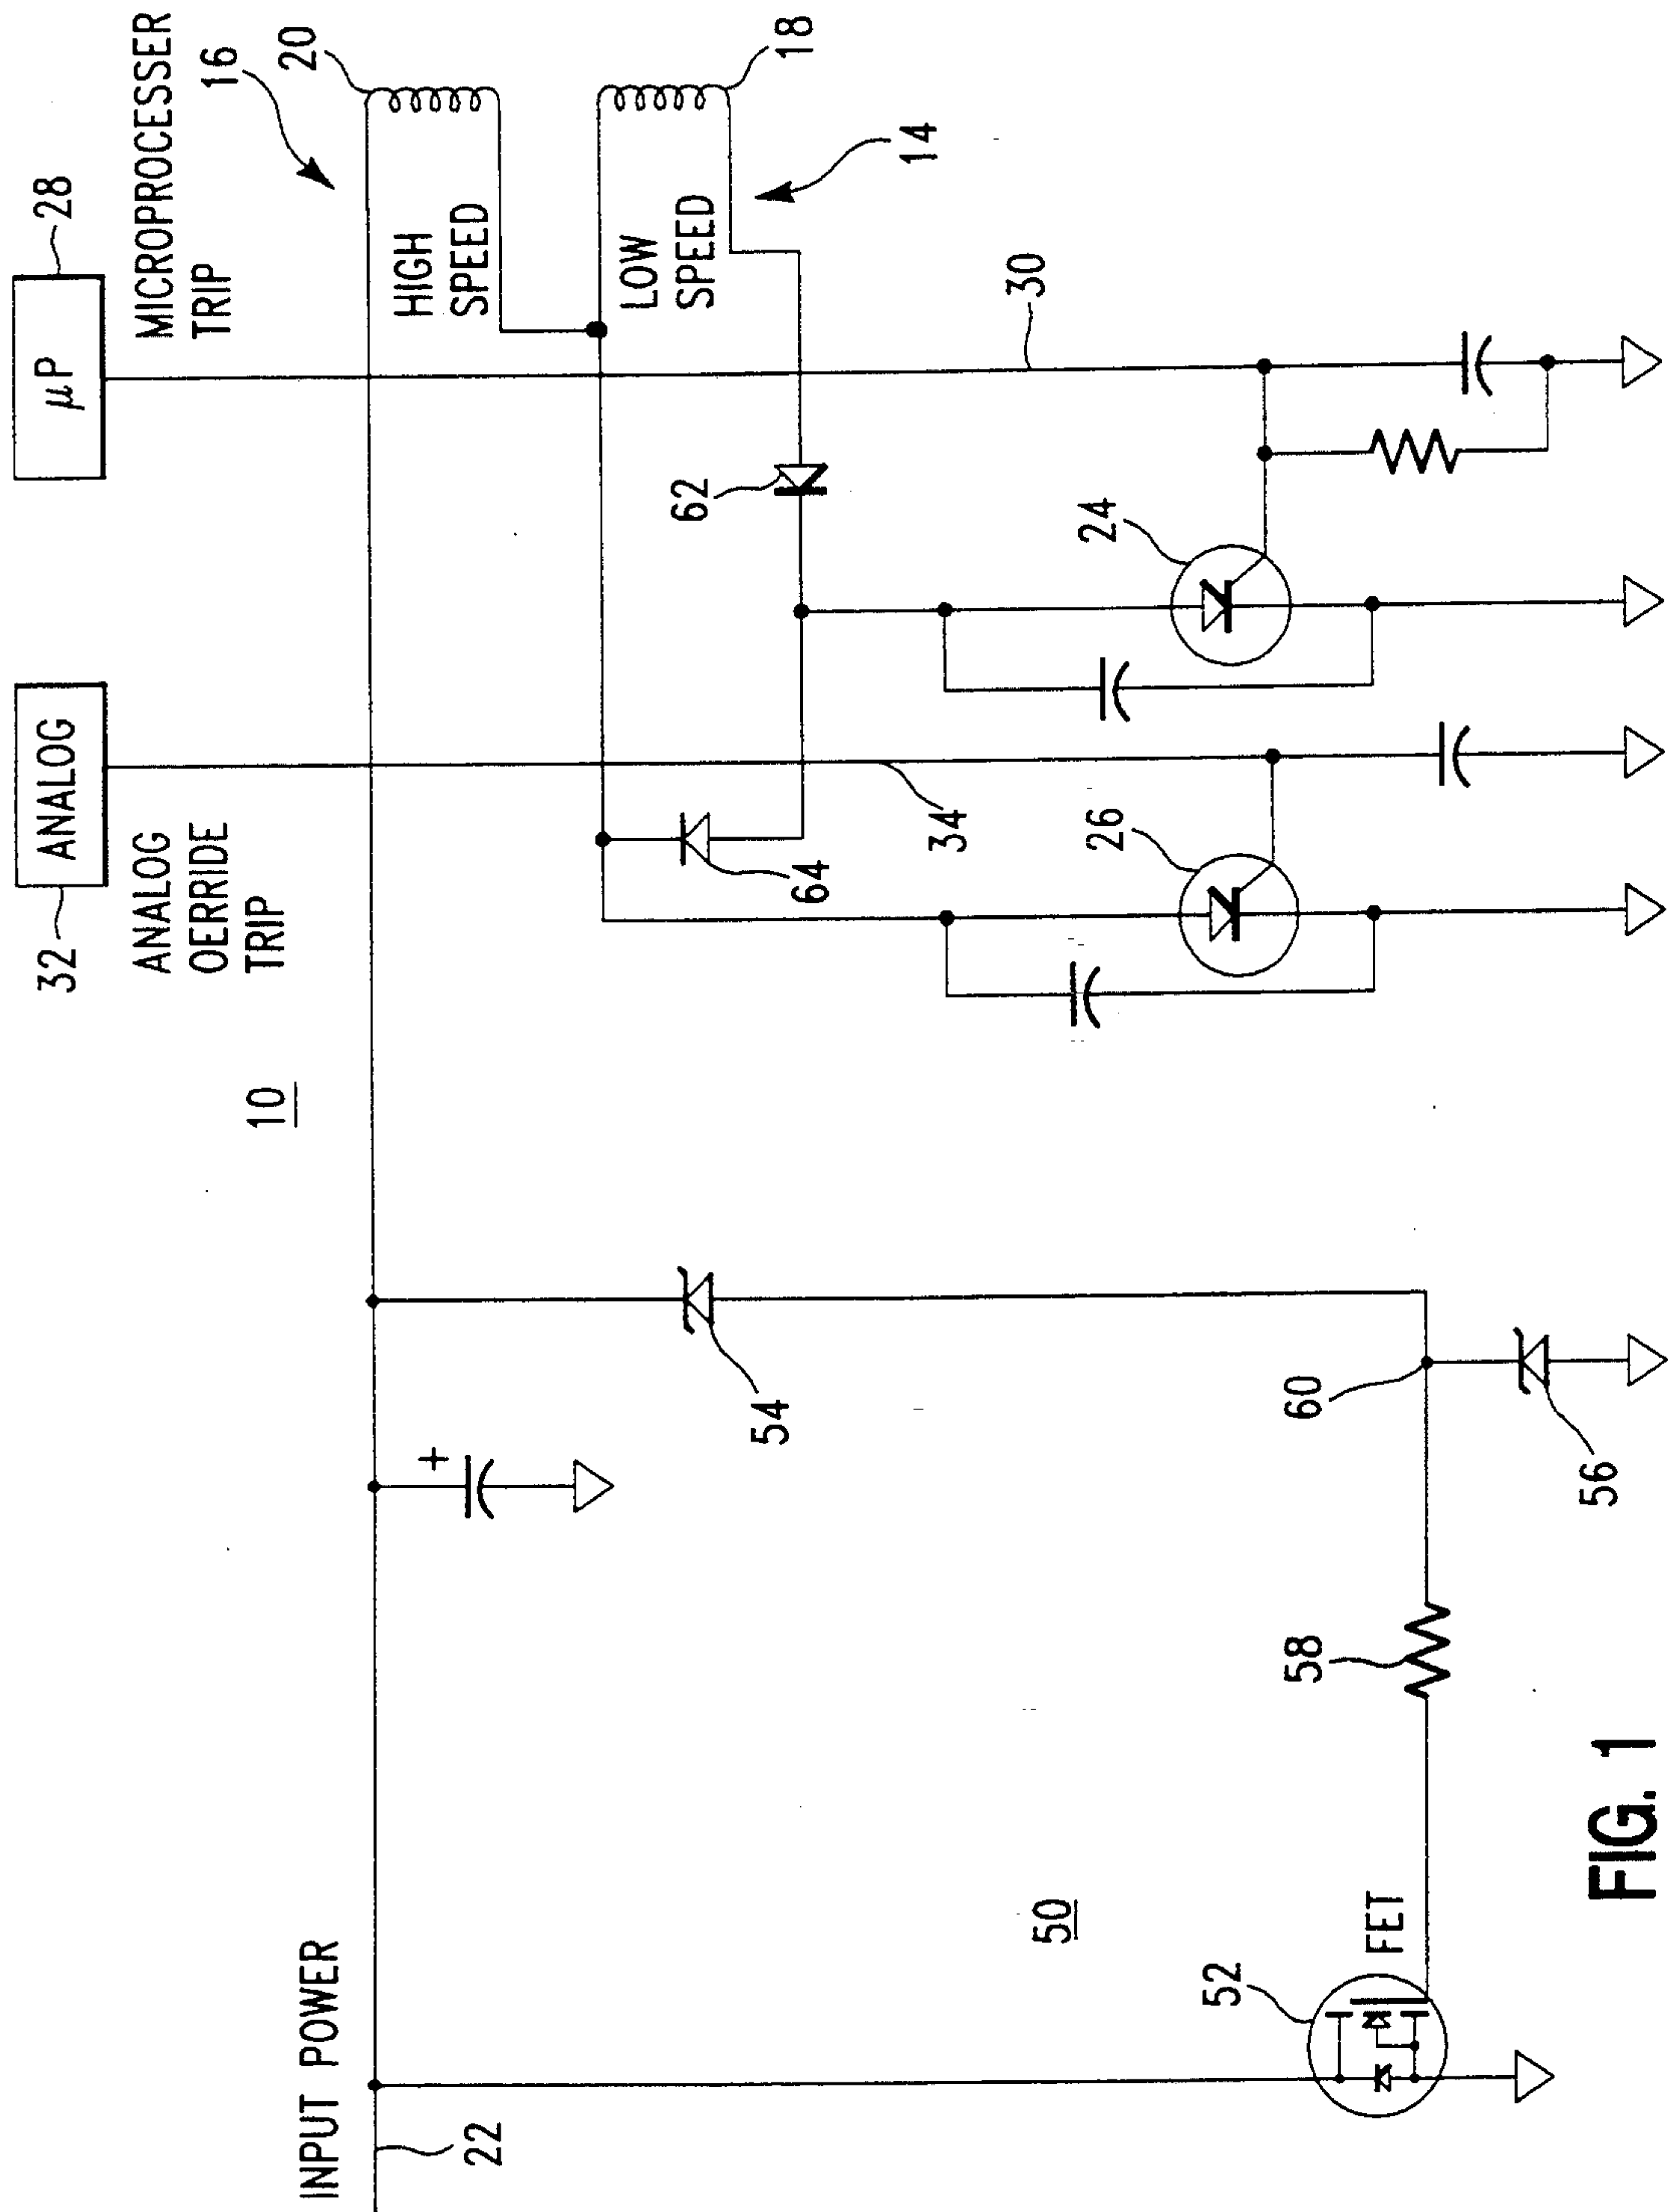 32
ANALOG
μP
28
ANALOG
OERRIDE
TRIP
MICROPROCESSER
TRIP
10
16
20
INPUT POWER
22
HIGH
SPEED
LOW
SPEED
18
14
54
64
62
34
30
26
24
50
52
FET
58
60
56
FIG. 1